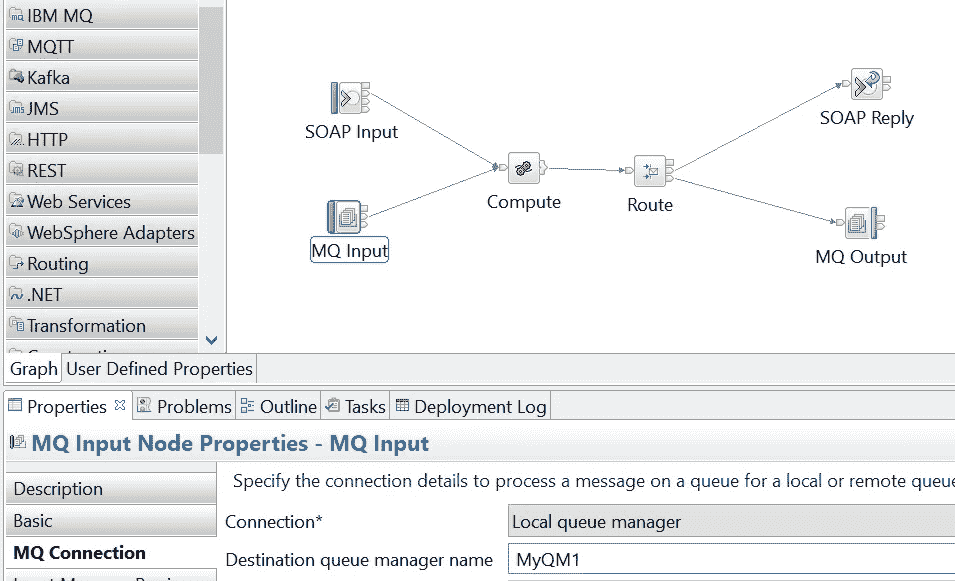 IBM MQ
MQTT
Kafka
JMS
HTTP
REST
Web Services
WebSphere Adapters
Routing
.NET
Transformation
SOAP Input
MQ Input
Compute
Route
SOAP Reply
MQ Output
Graph
User Defined Properties
Properties
Problems
Outline
Tasks
Deployment Log
MQ Input Node Properties - MQ Input
Description
Basic
MQ Connection
Specify the connection details to process a message on a queue for a local or remote queue
Connection*
Local queue manager
Destination queue manager name
MyQM1